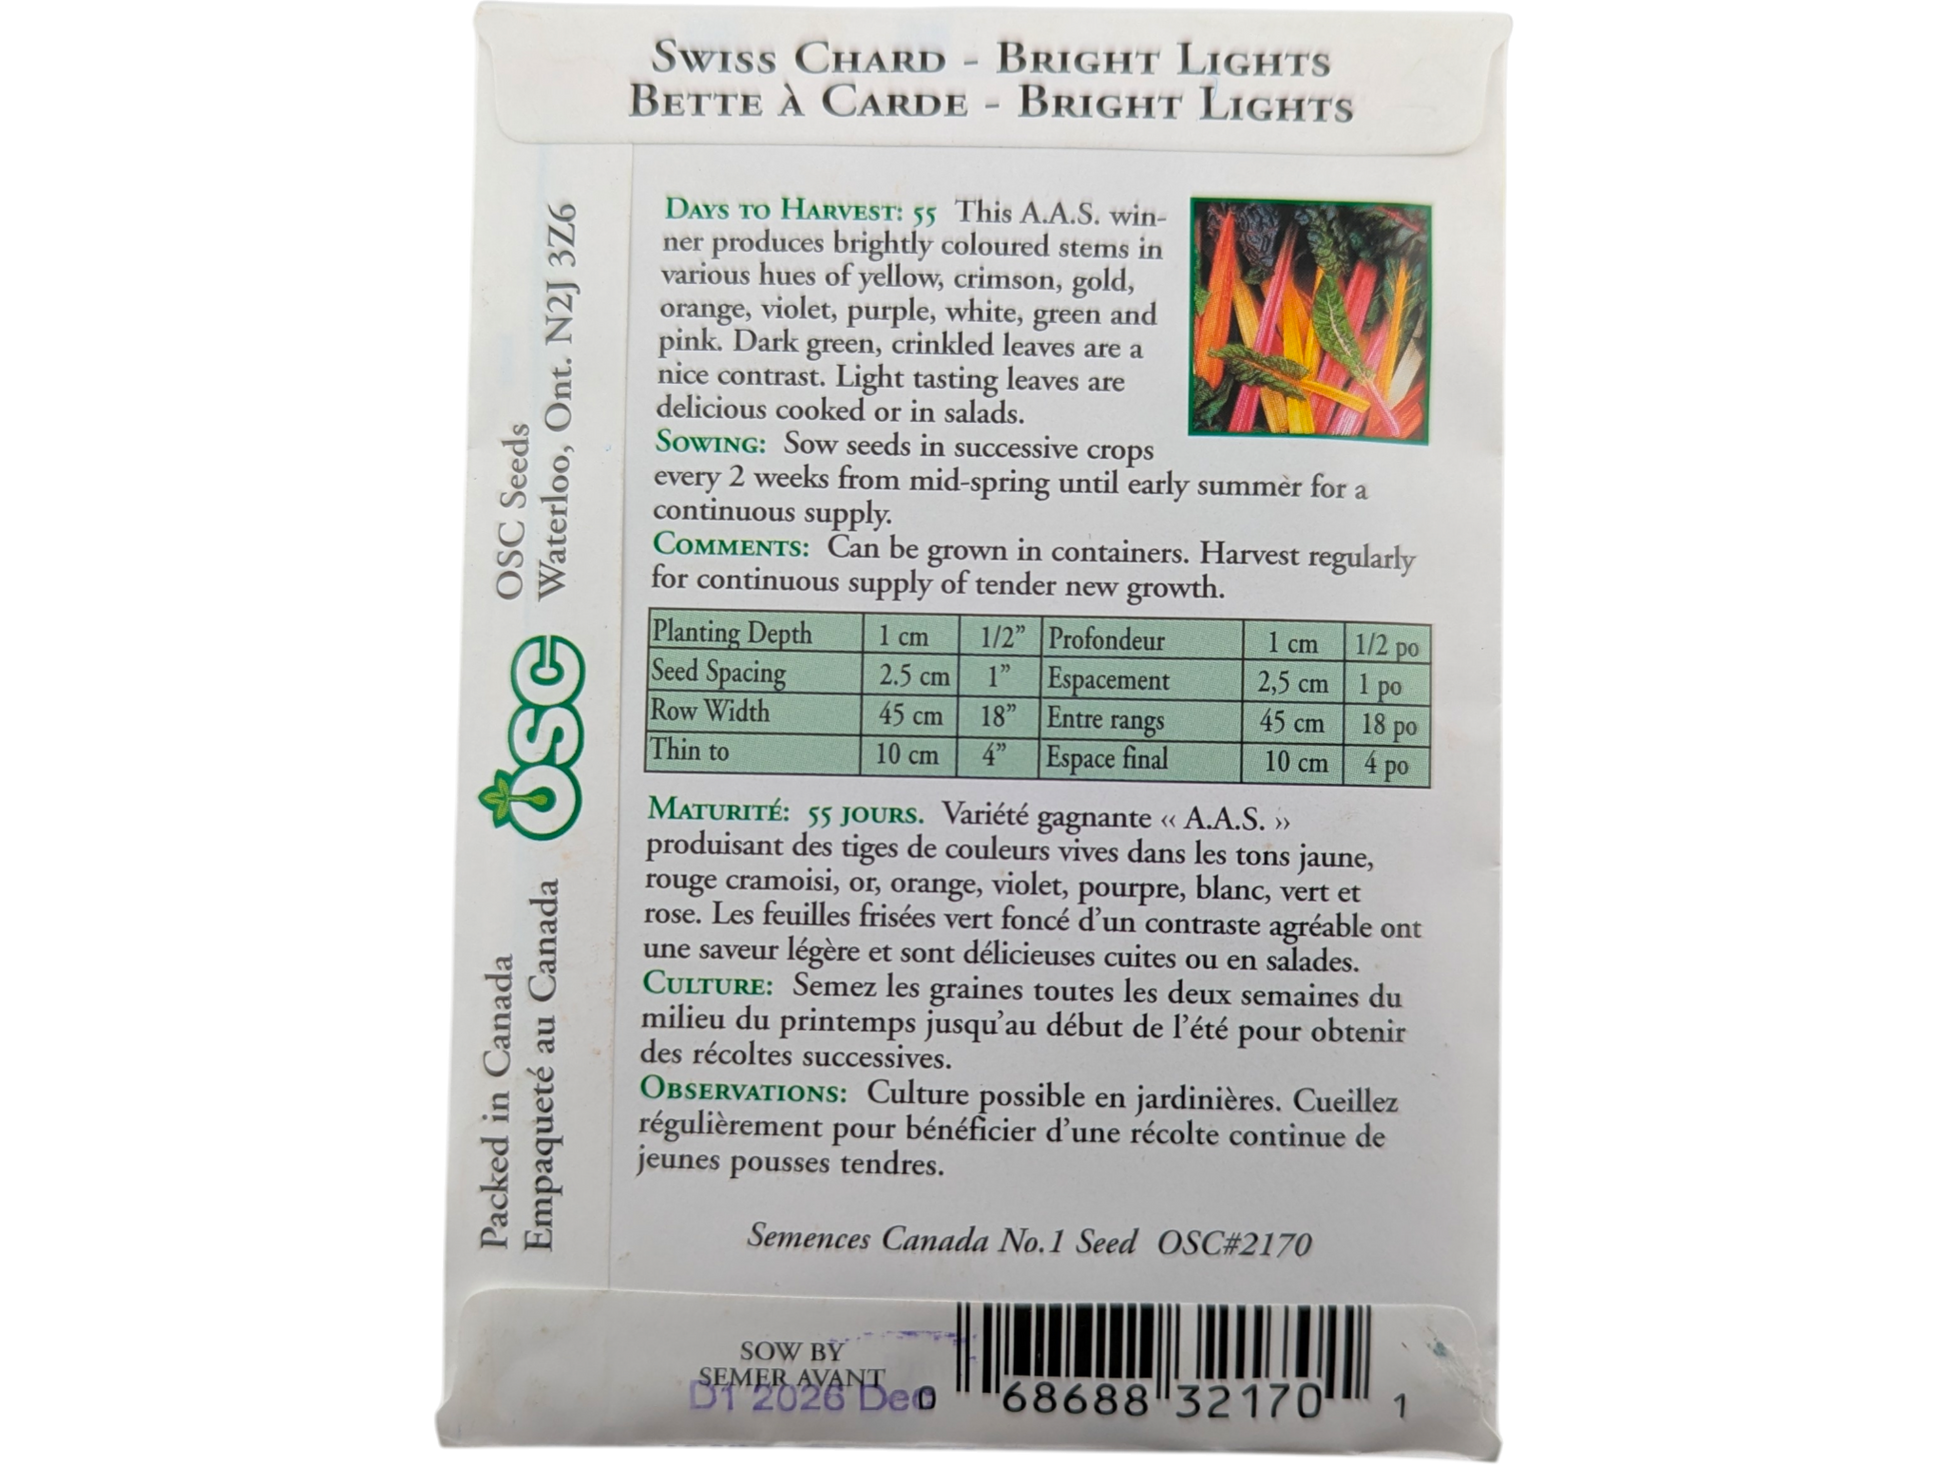 SWISS CHARD - BRIGHT LIGHTS
BETTE À CARDE - BRIGHT LIGHTS
DAYS TO HARVEST: 55 This A.A.S. win-
ner produces brightly coloured stems in
various hues of yellow, crimson, gold,
orange, violet, purple, white, green and
pink. Dark green, crinkled leaves are a
nice contrast. Light tasting leaves are
delicious cooked or in salads.
SOWING: Sow seeds in successive crops
every 2 weeks from mid-spring until early summer for a
continuous supply.
COMMENTS: Can be grown in containers. Harvest regularly
for continuous supply of tender new growth.
Planting Depth 1 cm 1/2” Profondeur 1 cm 1/2 po
Seed Spacing 2.5 cm 1” Espacement 2,5 cm 1 po
Row Width 45 cm 18” Entre rangs 45 cm 18 po
Thin to 10 cm 4” Espace final 10 cm 4 po
MATURITÉ: 55 JOURS. Variété gagnante « A.A.S. »
produisant des tiges de couleurs vives dans les tons jaune,
rouge cramoisi, or, orange, violet, pourpre, blanc, vert et
rose. Les feuilles frisées vert foncé d’un contraste agréable ont
une saveur légère et sont délicieuses cuites ou en salades.
CULTURE: Semez les graines toutes les deux semaines du
milieu du printemps jusqu’au début de l’été pour obtenir
des récoltes successives.
OBSERVATIONS: Culture possible en jardinières. Cueillez
régulièrement pour bénéficier d’une récolte continue de
jeunes pousses tendres.
Semences Canada No.1 Seed OSC#2170
SOW BY
SEMER AVANT
D1 2026 Dec
0 68688 32170 1
OSC Seeds
Waterloo, Ont. N2J 3Z6
OSC
Packed in Canada
Empaqueté au Canada